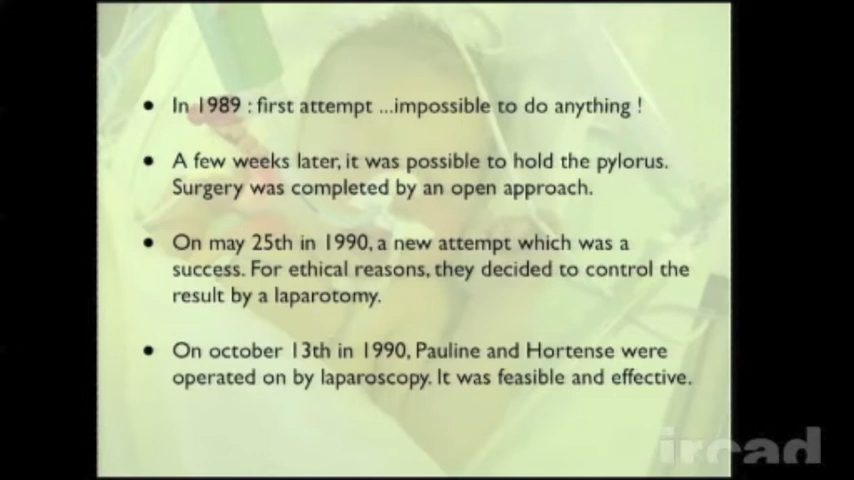 • In 1989 : first attempt ...impossible to do anything !
• A few weeks later, it was possible to hold the pylorus.
Surgery was completed by an open approach.
• On may 25th in 1990, a new attempt which was a
success. For ethical reasons, they decided to control the
result by a laparotomy.
• On october 13th in 1990, Pauline and Hortense were
operated on by laparoscopy. It was feasible and effective.
ircad